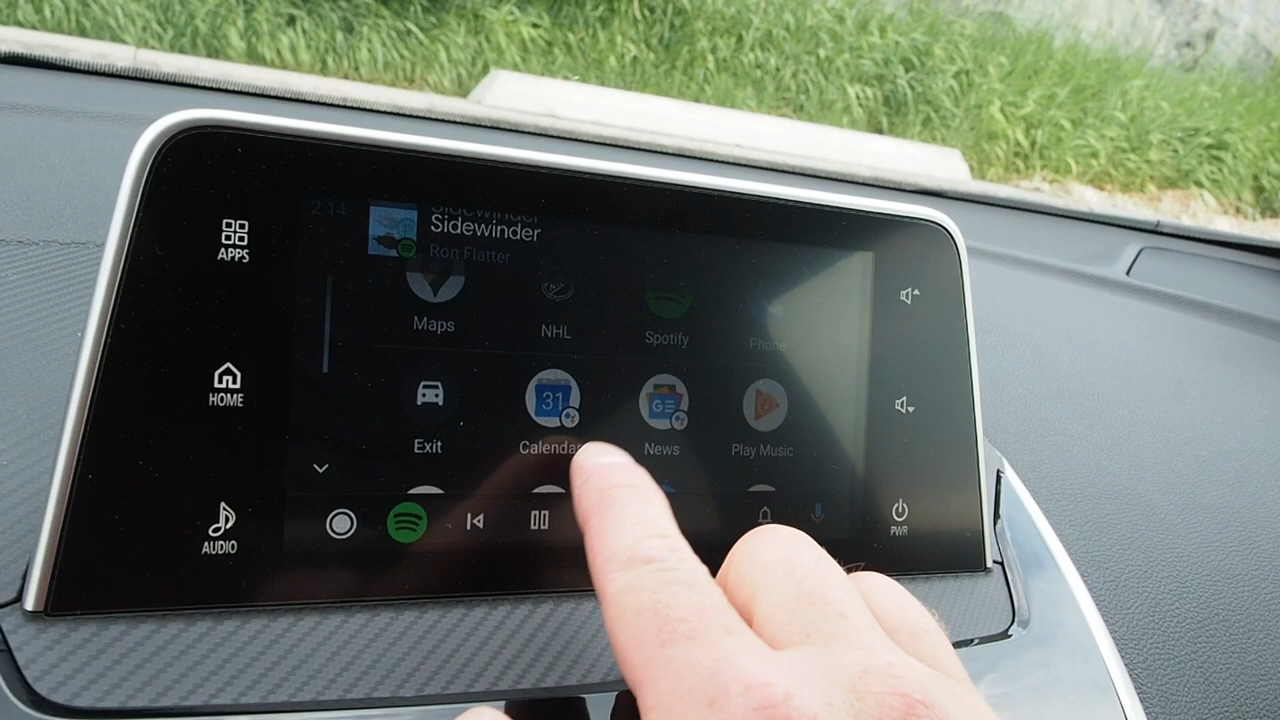 2:14
Sidewinder
Sidewinder
Ron Flatter
APPS
Maps
NHL
Spotify
Phone
HOME
31
GE
Exit
Calendar
News
Play Music
AUDIO
PWR